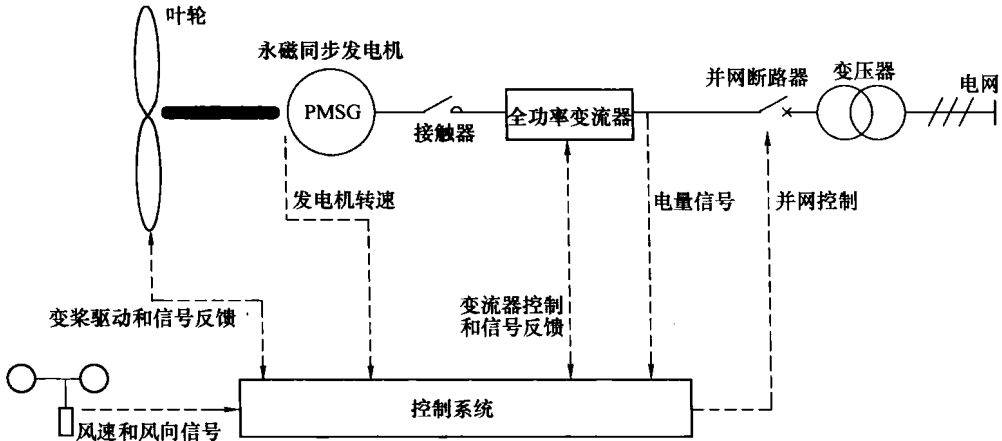 叶轮
永磁同步发电机
PMSG
接触器
全功率变流器
并网断路器
变压器
电网
发电机转速
电量信号
并网控制
变桨驱动和信号反馈
变流器控制
和信号反馈
控制系统
风速和风向信号